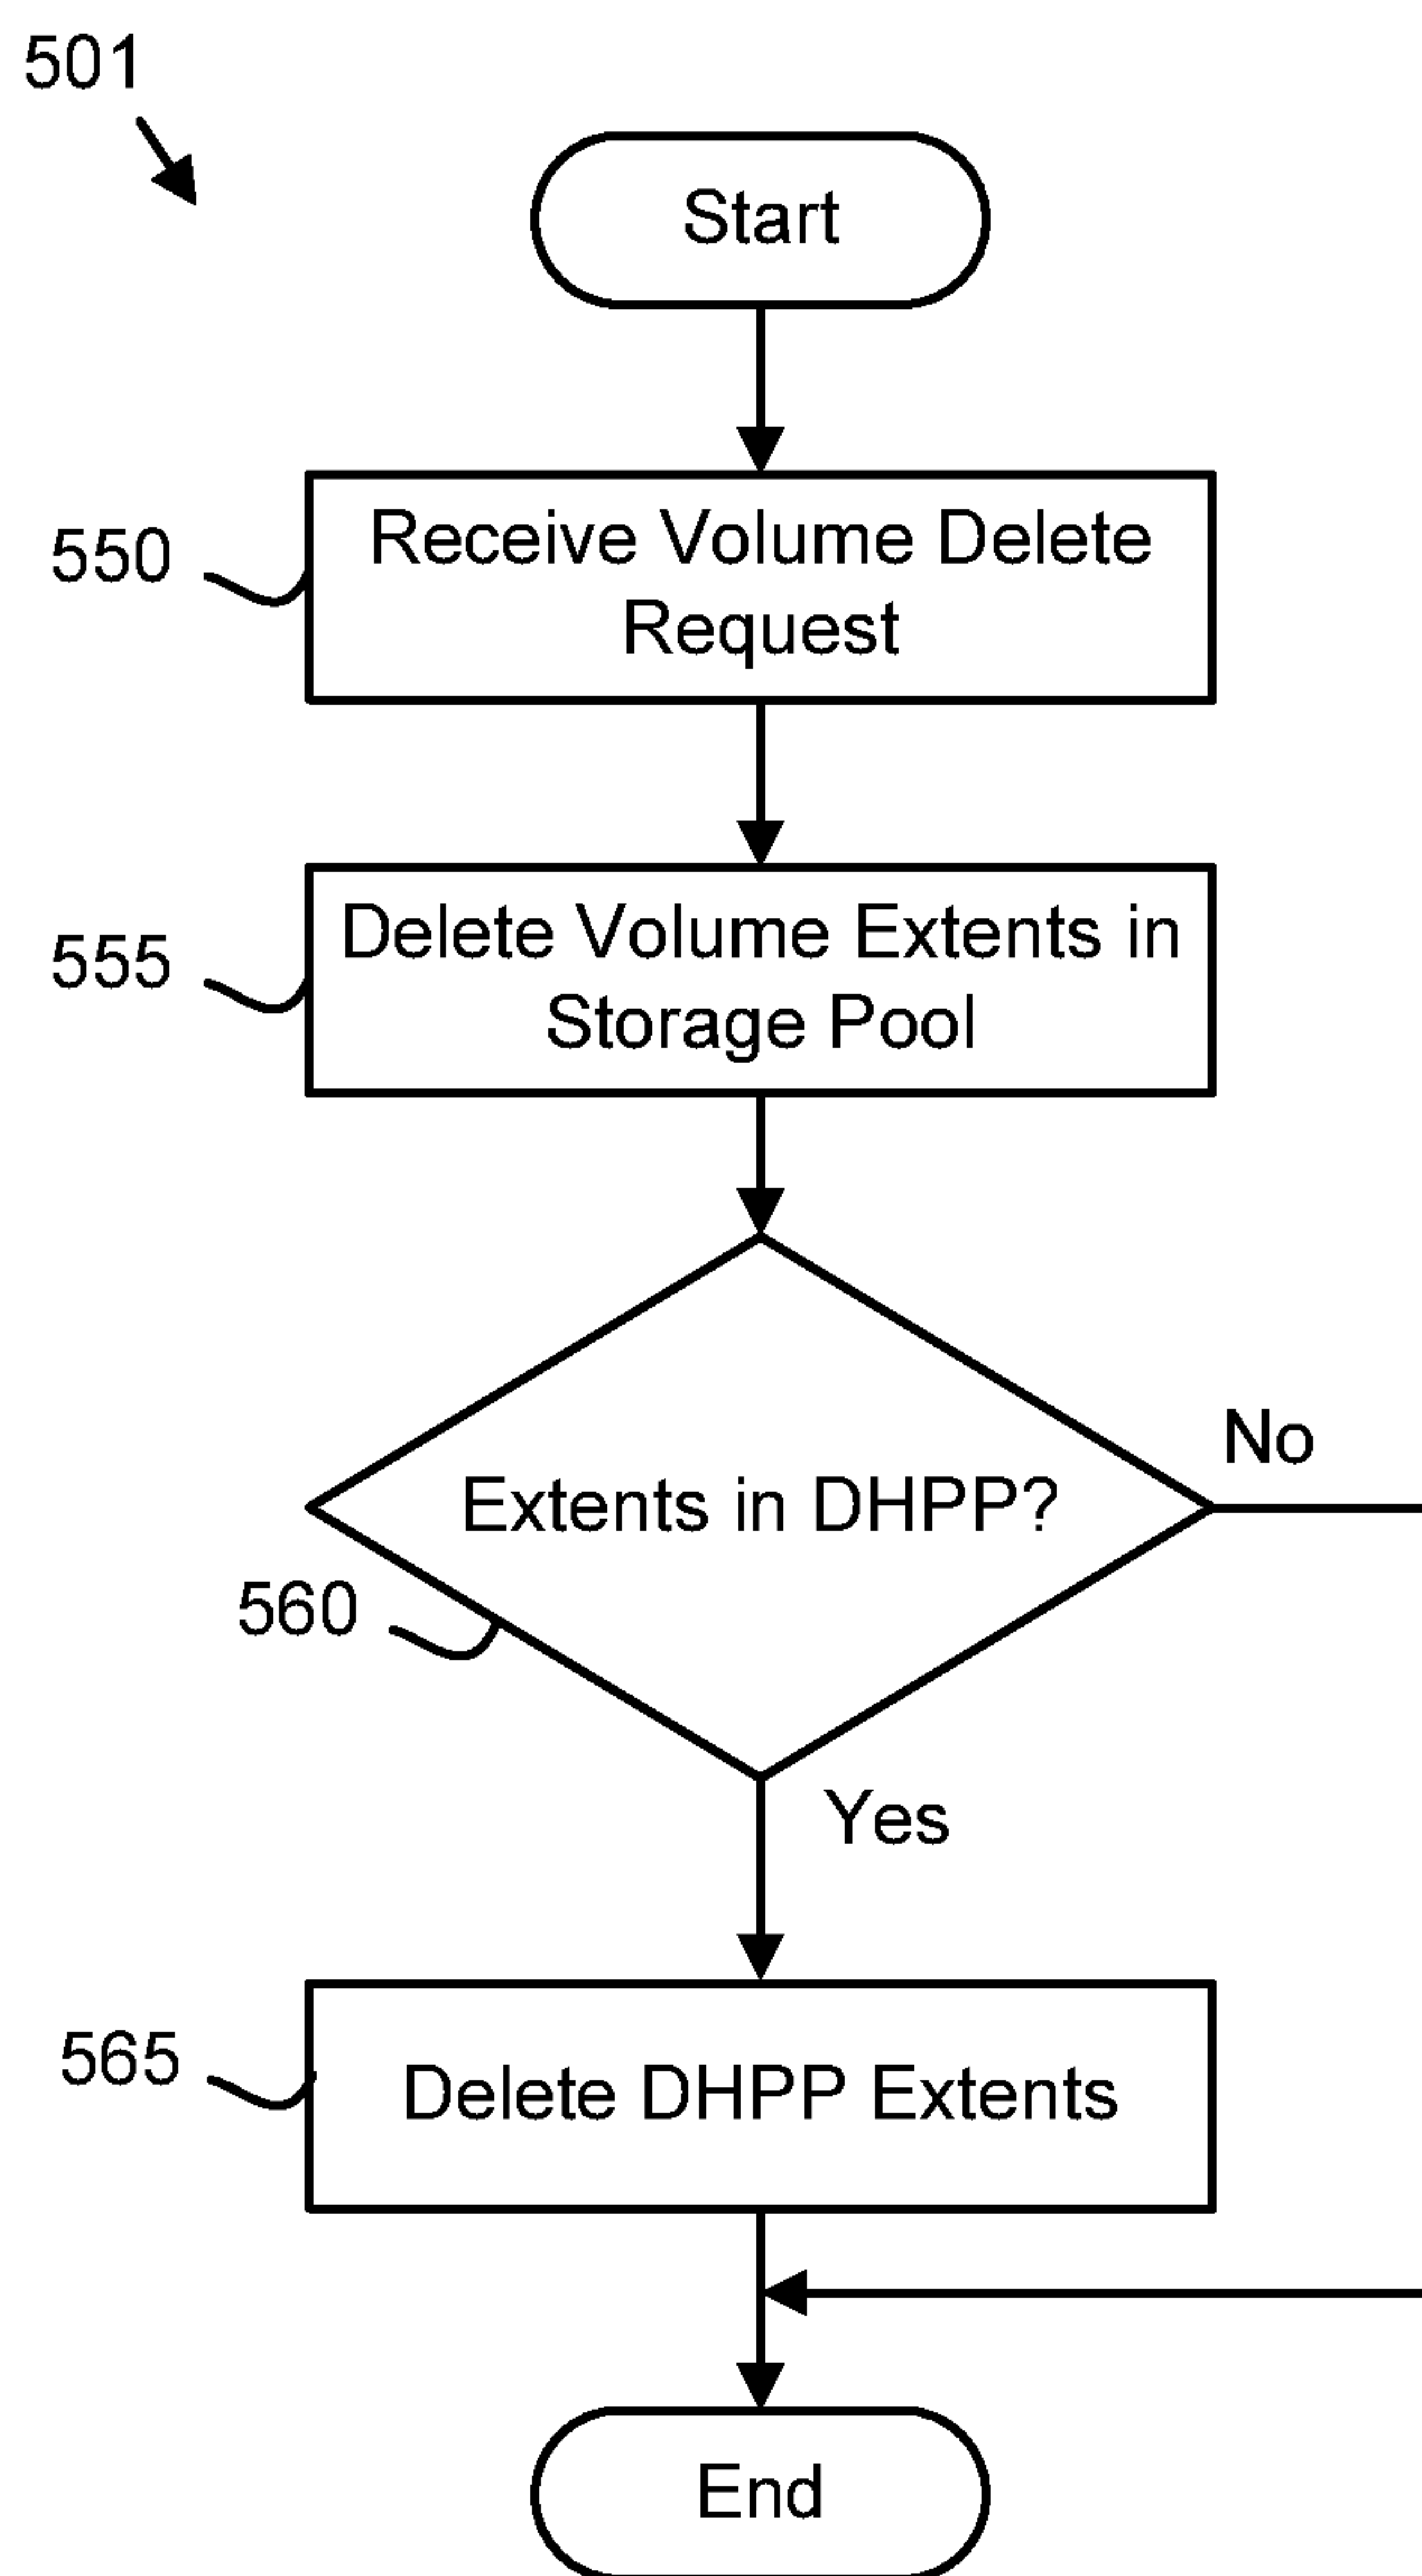 501
Start
550
Receive Volume Delete
Request
555
Delete Volume Extents in
Storage Pool
No
Extents in DHPP?
560
Yes
565
Delete DHPP Extents
End